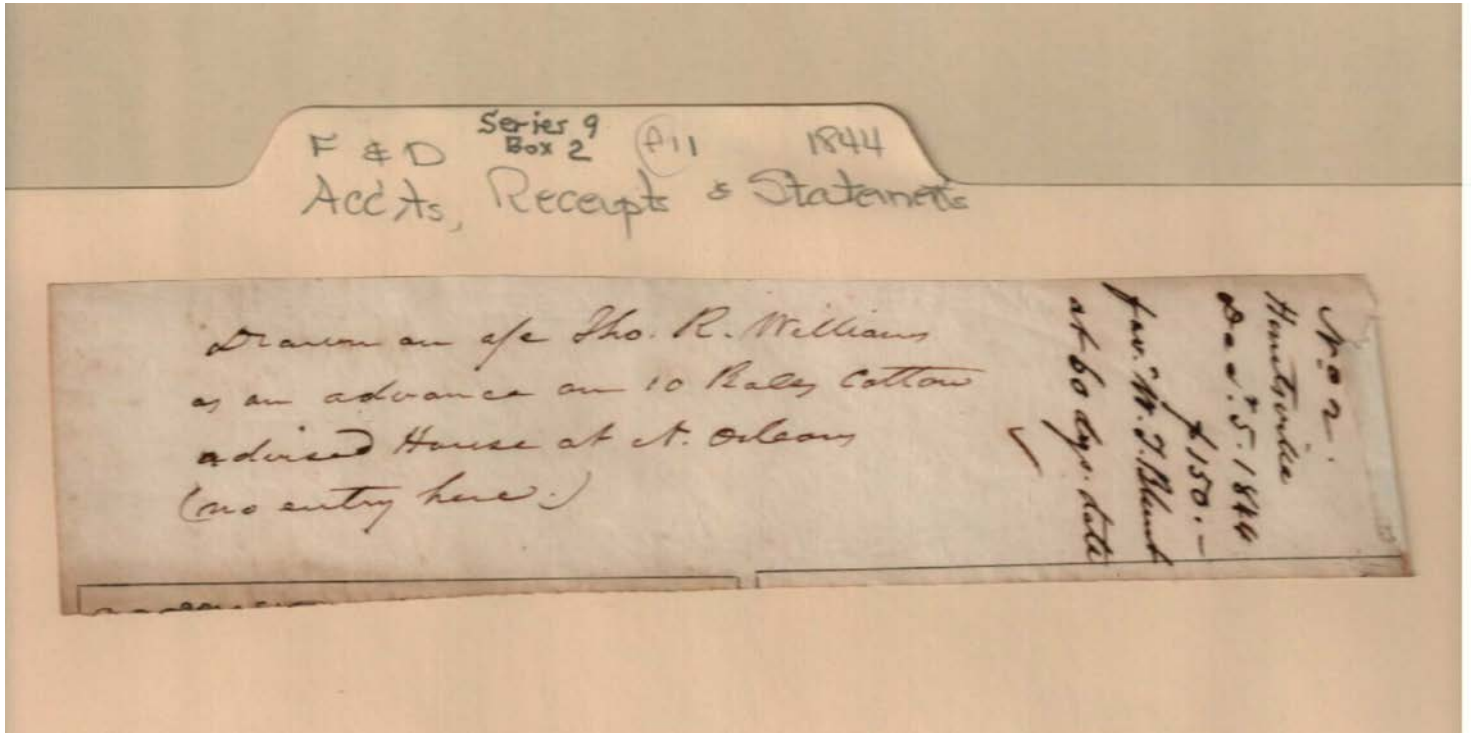 Series 9
F & D Box 2 P11 1844
Acc'ts, Receipts & Statements
Drawn on a/c Tho. R. Williams
as an advance on 10 Bales Cotton
advised House at N. Orleans
(no entry here.)
No 2.
Huntsville
Decr. 5. 1844
$150.—
fav. W. T. Blunt
at 60 dys. date